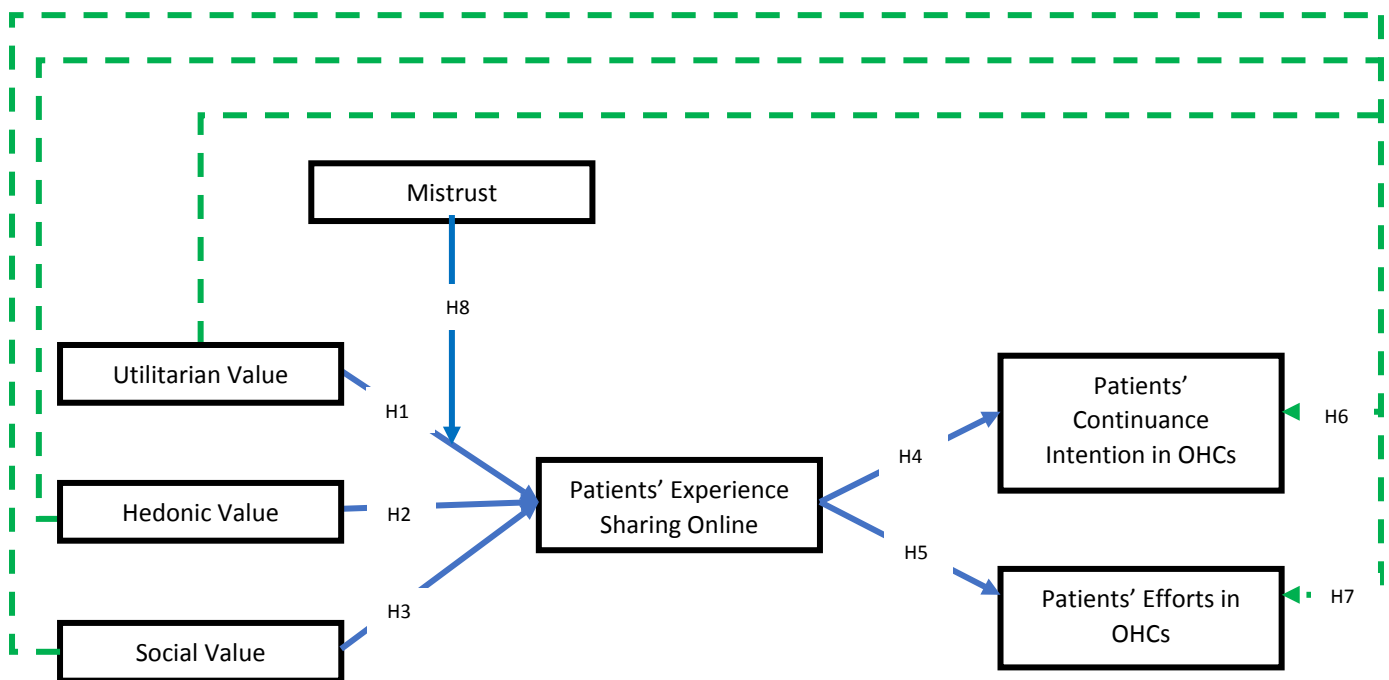 Mistrust
H8
Utilitarian Value
H1
Patients’
Continuance
Intention in OHCs
H6
H4
Hedonic Value
H2
Patients’ Experience
Sharing Online
H5
H3
Patients’ Efforts in
OHCs
H7
Social Value